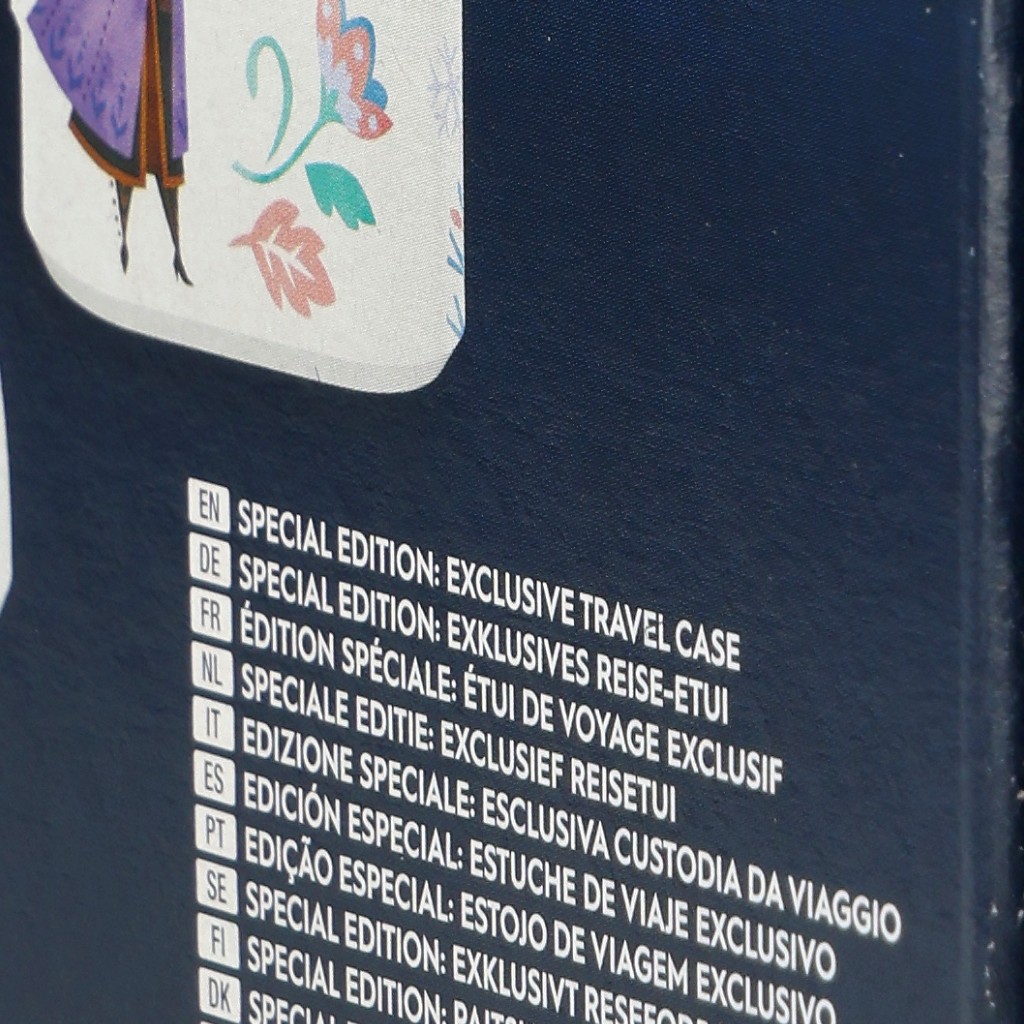 EN SPECIAL EDITION: EXCLUSIVE TRAVEL CASE
DE SPECIAL EDITION: EXKLUSIVES REISE-ETUI
FR ÉDITION SPÉCIALE: ÉTUI DE VOYAGE EXCLUSIF
NL SPECIALE EDITIE: EXCLUSIEF REISETUI
IT EDIZIONE SPECIALE: ESCLUSIVA CUSTODIA DA VIAGGIO
ES EDICIÓN ESPECIAL: ESTUCHE DE VIAJE EXCLUSIVO
PT EDIÇÃO ESPECIAL: ESTOJO DE VIAGEM EXCLUSIVO
SE SPECIAL EDITION: EXKLUSIVT
FI SPECIAL EDITION:
DK SPECIAL